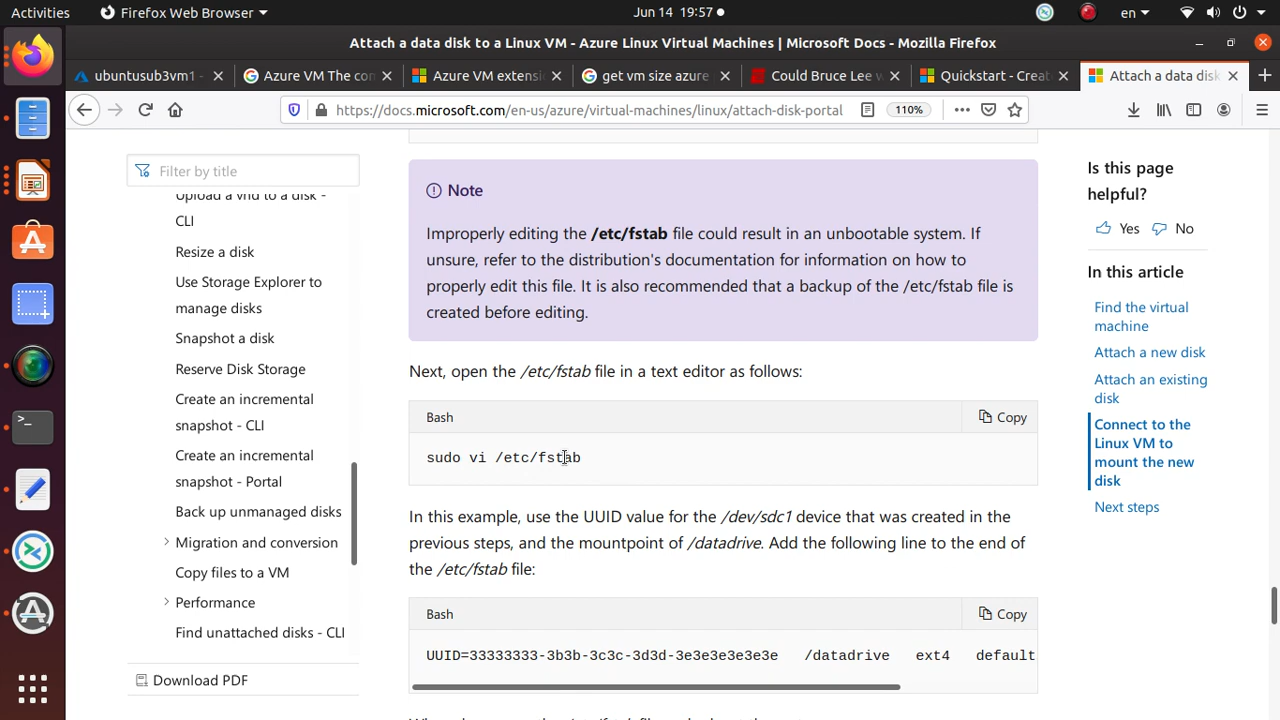 Activities
Firefox Web Browser
Jun 14 19:57
en
Attach a data disk to a Linux VM - Azure Linux Virtual Machines | Microsoft Docs - Mozilla Firefox
ubuntusub3vm1 -
Azure VM The con
Azure VM extensi
get vm size azure
Could Bruce Lee w
Quickstart - Creat
Attach a data disk
https://docs.microsoft.com/en-us/azure/virtual-machines/linux/attach-disk-portal
110%
Filter by title
Upload a vhd to a disk -
CLI
Resize a disk
Use Storage Explorer to
manage disks
Snapshot a disk
Reserve Disk Storage
Create an incremental
snapshot - CLI
Create an incremental
snapshot - Portal
Back up unmanaged disks
Migration and conversion
Copy files to a VM
Performance
Find unattached disks - CLI
Download PDF
Note
Improperly editing the /etc/fstab file could result in an unbootable system. If
unsure, refer to the distribution's documentation for information on how to
properly edit this file. It is also recommended that a backup of the /etc/fstab file is
created before editing.
Next, open the /etc/fstab file in a text editor as follows:
Bash
Copy
sudo vi /etc/fstab
In this example, use the UUID value for the /dev/sdc1 device that was created in the
previous steps, and the mountpoint of /datadrive. Add the following line to the end of
the /etc/fstab file:
Bash
Copy
UUID=33333333-3b3b-3c3c-3d3d-3e3e3e3e3e3e /datadrive ext4 default
Is this page
helpful?
Yes
No
In this article
Find the virtual
machine
Attach a new disk
Attach an existing
disk
Connect to the
Linux VM to
mount the new
disk
Next steps